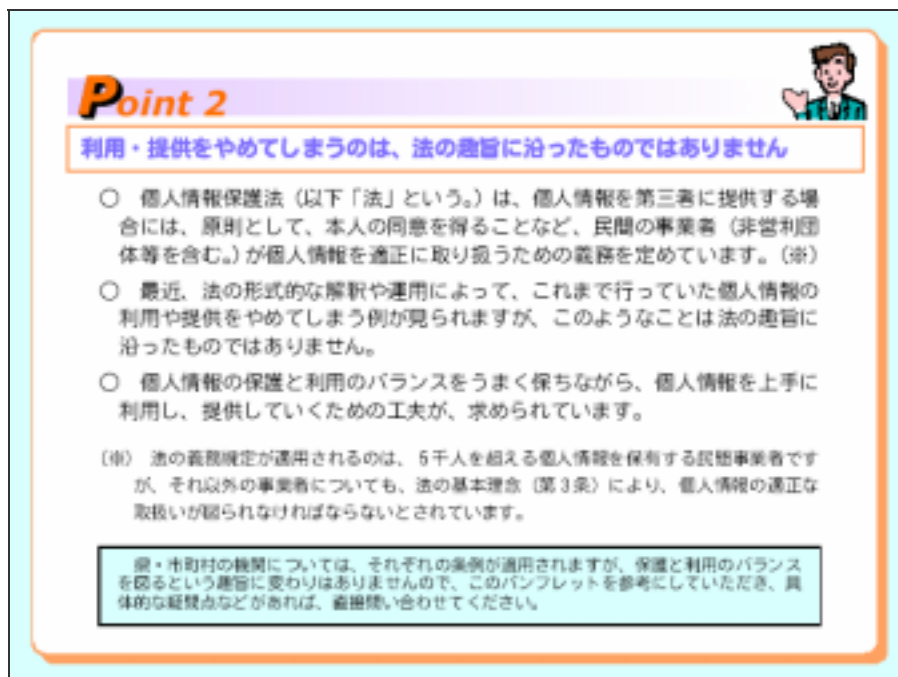 Point 2
利用・提供をやめてしまうのは、法の趣旨に沿ったものではありません
○ 個人情報保護法（以下「法」という。）は、個人情報を第三者に提供する場
合には、原則として、本人の同意を得ることなど、民間の事業者（非営利団
体等を含む。）が個人情報を適正に取り扱うための義務を定めています。（※）
○ 最近、法の形式的な解釈や運用によって、これまで行っていた個人情報の
利用や提供をやめてしまう例が見られますが、このようなことは法の趣旨に
沿ったものではありません。
○ 個人情報の保護と利用のバランスをうまく保ちながら、個人情報を上手に
利用し、提供していくための工夫が、求められています。
（※） 法の義務規定が適用されるのは、５千人を超える個人情報を保有する民間事業者です
が、それ以外の事業者についても、法の基本理念（第３条）により、個人情報の適正な
取扱いが図られなければならないとされています。
県・市町村の機関については、それぞれの条例が適用されますが、保護と利用のバランス
を図るという趣旨に変わりはありませんので、このパンフレットを参考にしていただき、具
体的な疑問点などがあれば、直接問い合わせてください。